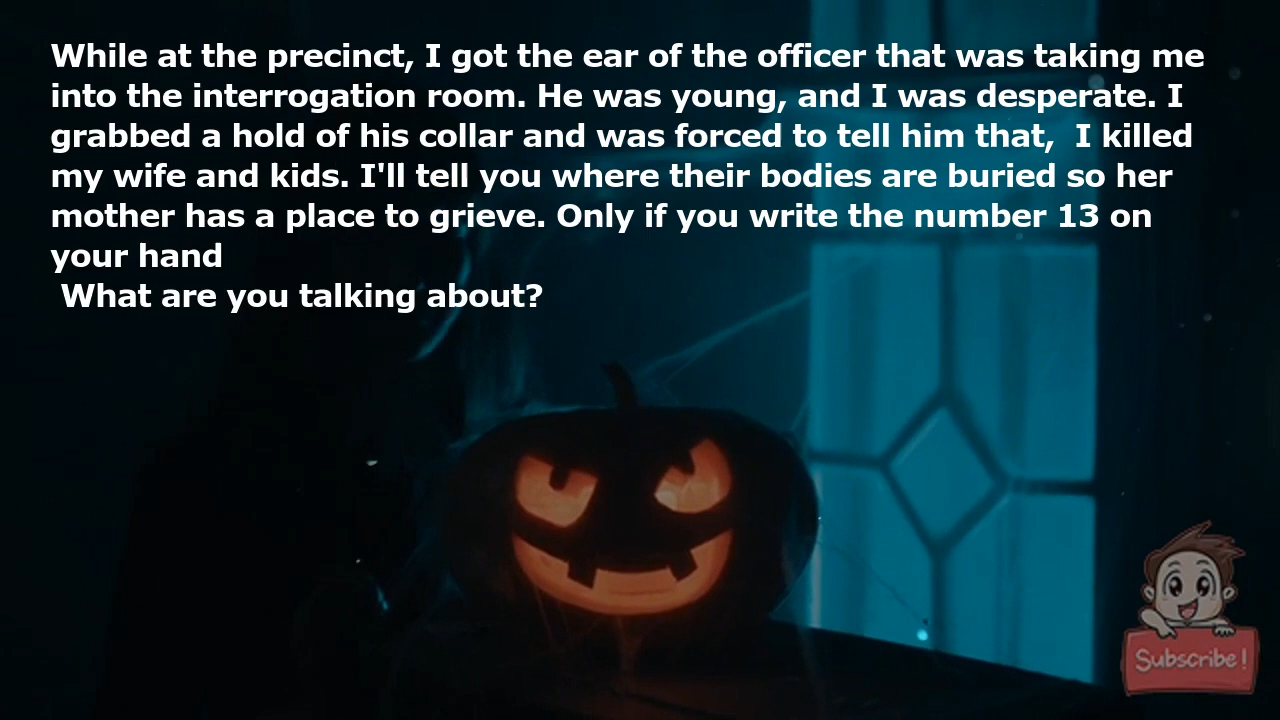 While at the precinct, I got the ear of the officer that was taking me
into the interrogation room. He was young, and I was desperate. I
grabbed a hold of his collar and was forced to tell him that,  I killed
my wife and kids. I'll tell you where their bodies are buried so her
mother has a place to grieve. Only if you write the number 13 on
your hand
What are you talking about?
Subscribe!